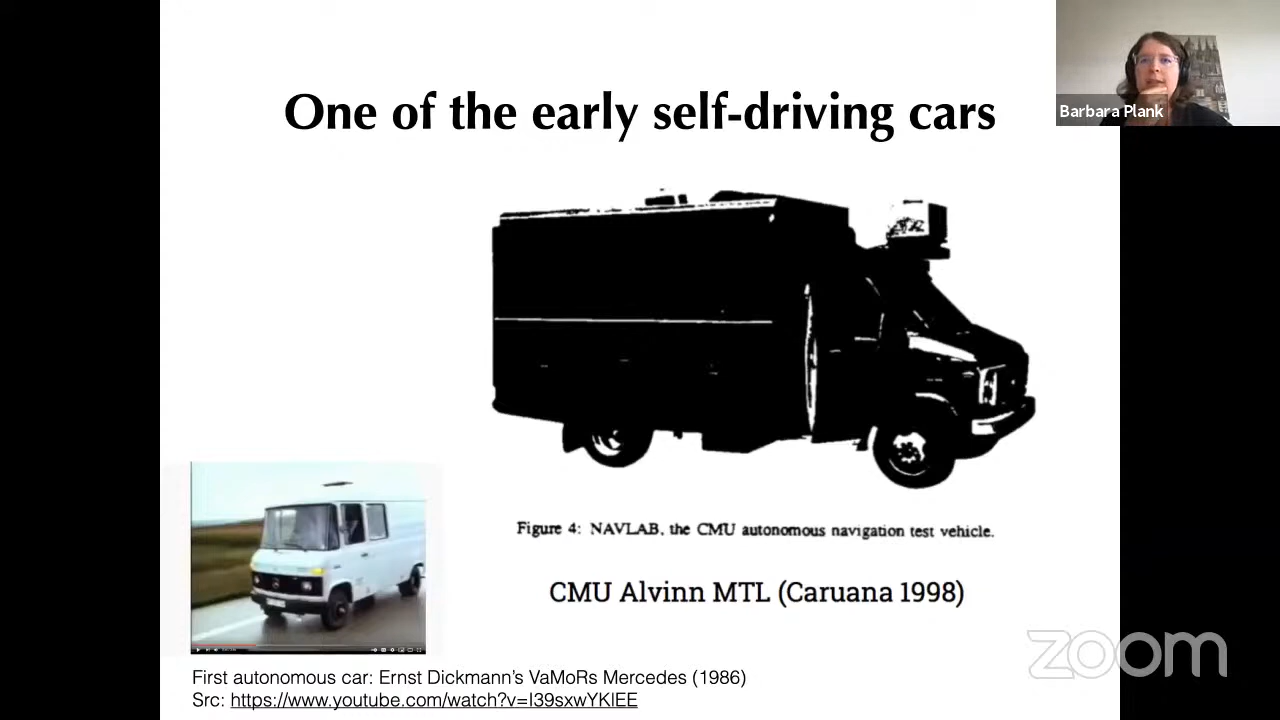 One of the early self-driving cars
Barbara Plank
Figure 4: NAVLAB, the CMU autonomous navigation test vehicle.
CMU Alvinn MTL (Caruana 1998)
zoom
First autonomous car: Ernst Dickmann's VaMoRs Mercedes (1986)
Src: https://www.youtube.com/watch?v=I39sxwYKlEE